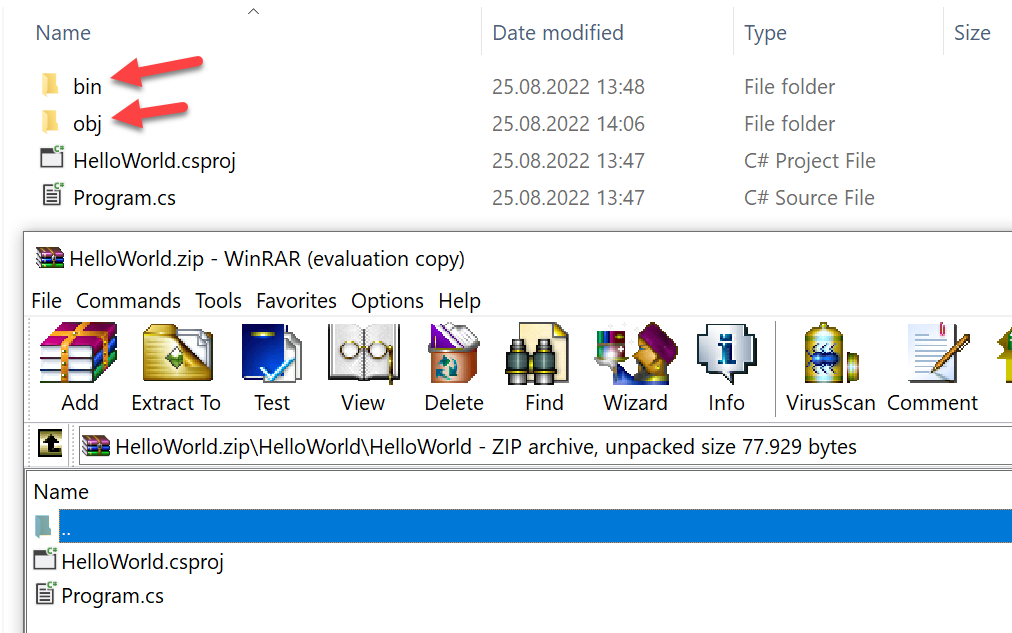 Name Date modified Type Size
bin 25.08.2022 13:48 File folder
obj 25.08.2022 14:06 File folder
HelloWorld.csproj 25.08.2022 13:47 C# Project File
Program.cs 25.08.2022 13:47 C# Source File
HelloWorld.zip - WinRAR (evaluation copy)
File Commands Tools Favorites Options Help
Add Extract To Test View Delete Find Wizard Info VirusScan Comment
HelloWorld.zip\HelloWorld\HelloWorld - ZIP archive, unpacked size 77.929 bytes
Name
..
HelloWorld.csproj
Program.cs